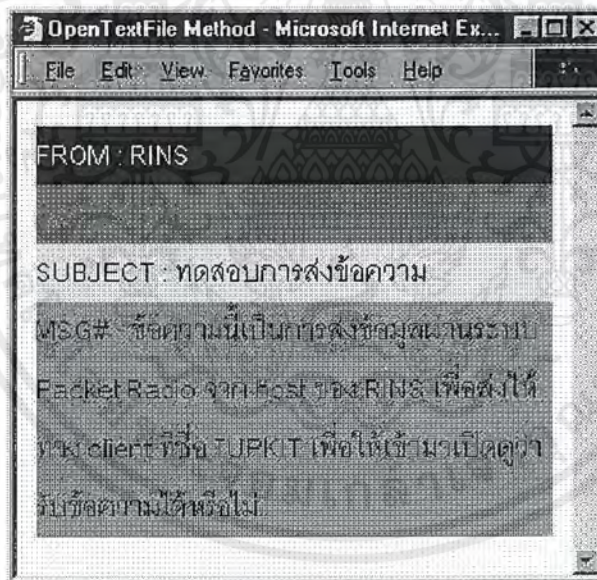 OpenTextFile Method - Microsoft Internet Ex...
File Edit View Favorites Tools Help
FROM : RINS
SUBJECT : ทดสอบการส่งข้อความ
MSG# ข้อความนี้เป็นการส่งข้อมูลผ่านระบบ
Packet Radio จาก Host ของ RINS เพื่อส่งให้
ทาง client ที่ชื่อ TUPKIT เพื่อให้เข้ามาเปิดดูว่า
รับข้อความได้หรือไม่